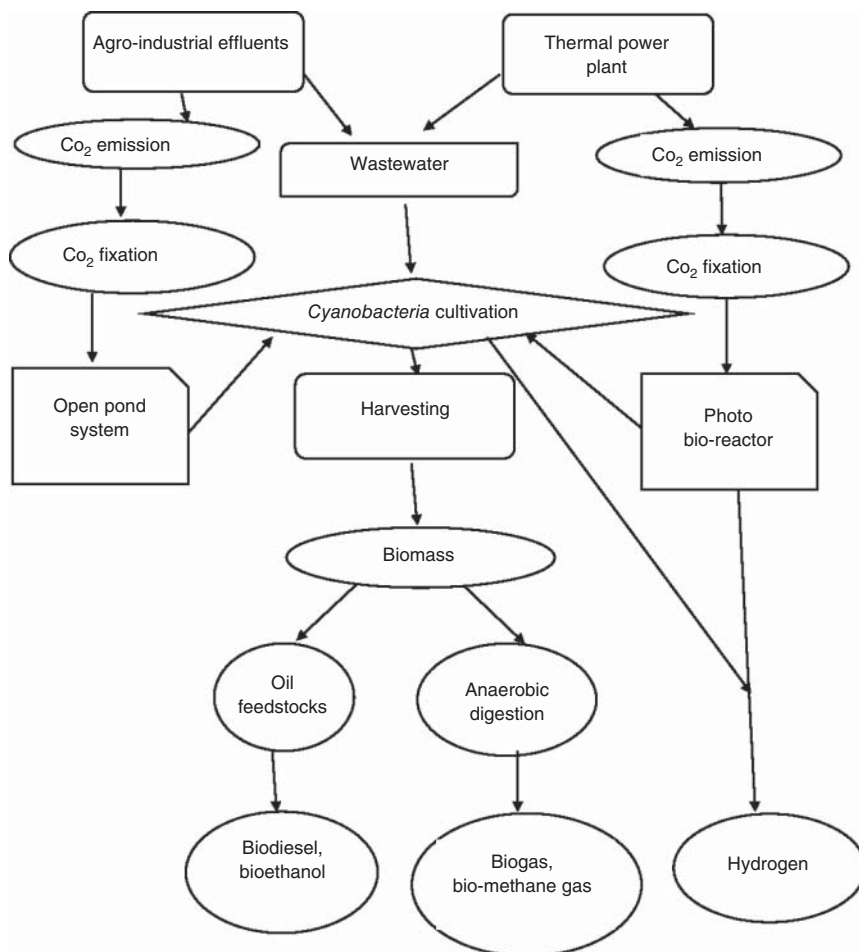 Agro-industrial effluents
Thermal power
plant
Co₂ emission
Wastewater
Co₂ emission
Co₂ fixation
Co₂ fixation
Cyanobacteria cultivation
Open pond
system
Harvesting
Photo
bio-reactor
Biomass
Oil
feedstocks
Anaerobic
digestion
Biodiesel,
bioethanol
Biogas,
bio-methane gas
Hydrogen